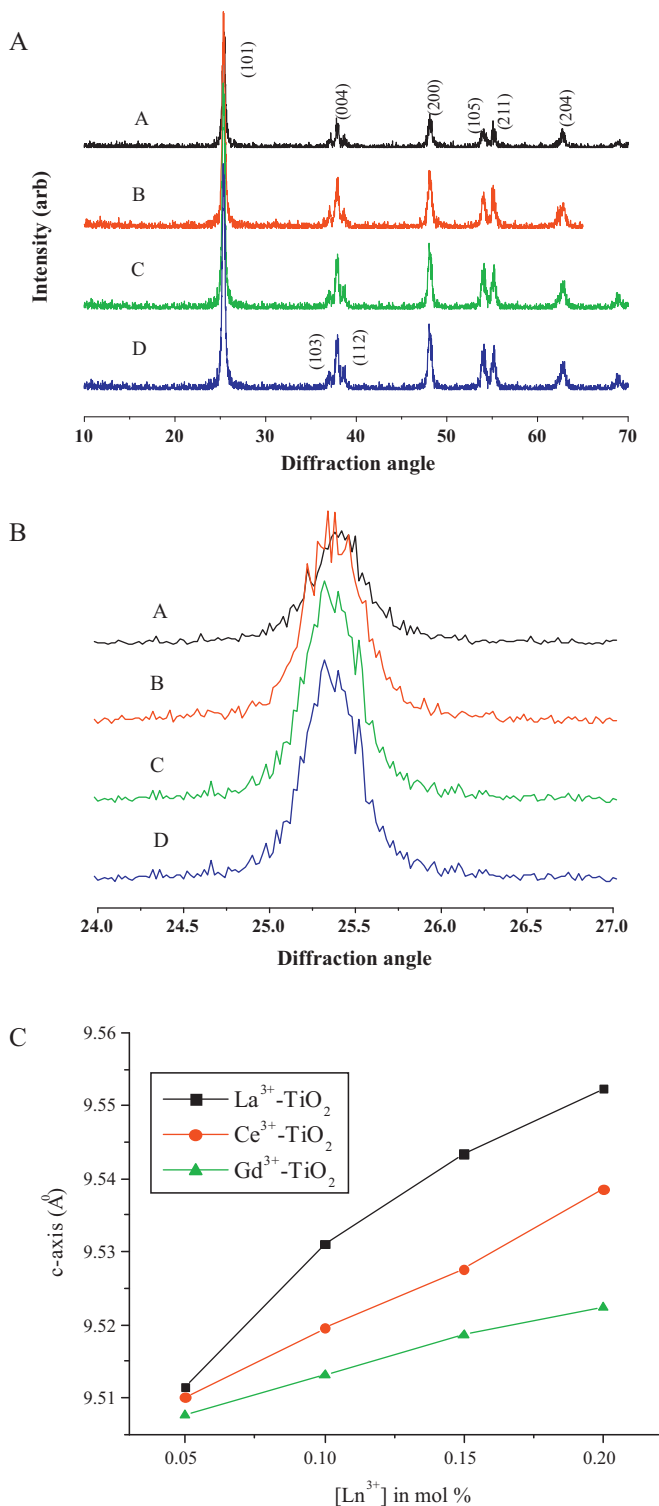 A
(101)
(004)
(200)
(105)
(211)
(204)
A
B
C
D
(103)
(112)
Intensity (arb)
10 20 30 40 50 60 70
Diffraction angle
B
A
B
C
D
24.0 24.5 25.0 25.5 26.0 26.5 27.0
Diffraction angle
C
9.56
9.55
9.54
9.53
9.52
9.51
c-axis (A⁰)
La³⁺-TiO₂
Ce³⁺-TiO₂
Gd³⁺-TiO₂
0.05 0.10 0.15 0.20
[Ln³⁺] in mol %